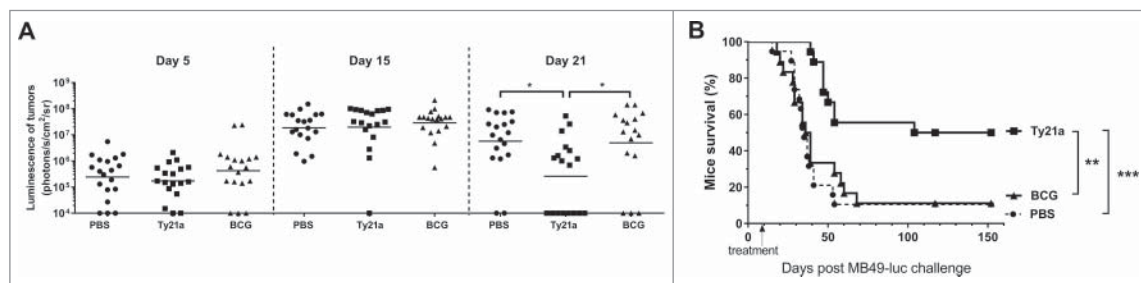 A
Day 5
Day 15
Day 21
Luminescence of tumors
(photons/s/cm²/sr)
10⁹
10⁸
10⁷
10⁶
10⁵
10⁴
* *
PBS Ty21a BCG PBS Ty21a BCG PBS Ty21a BCG
B
Mice survival (%)
100
80
60
40
20
0
Ty21a
**
***
BCG
PBS
0 50 100 150
treatment
Days post MB49-luc challenge